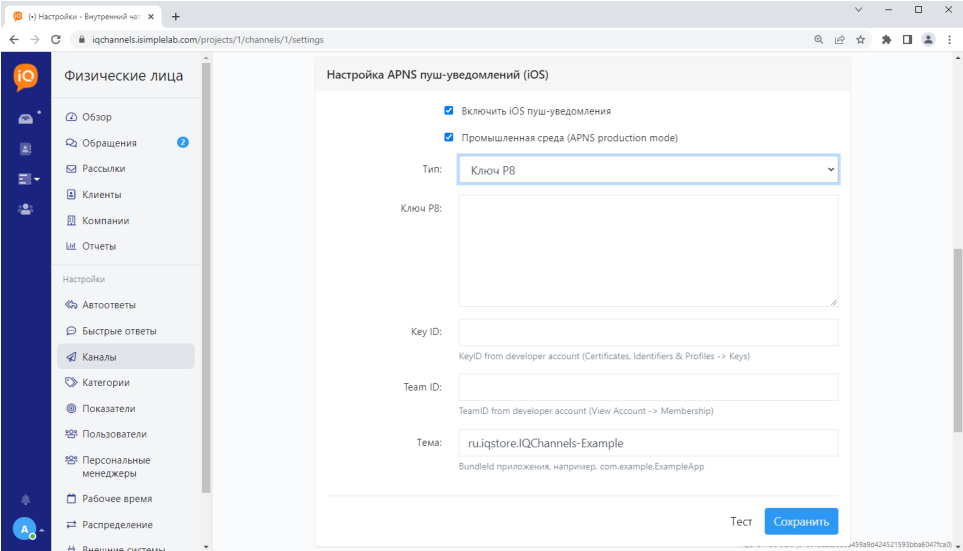 (•) Настройки - Внутренний чат
iqchannels.isimplelab.com/projects/1/channels/1/settings
iQ
Физические лица
Обзор
Обращения 2
Рассылки
Клиенты
Компании
Отчеты
Настройки
Автоответы
Быстрые ответы
Каналы
Категории
Показатели
Пользователи
Персональные
менеджеры
Рабочее время
Распределение
Внешние системы
A
Настройка APNS пуш-уведомлений (iOS)
Включить iOS пуш-уведомления
Промышленная среда (APNS production mode)
Тип: Ключ P8
Ключ P8:
Key ID:
KeyID from developer account (Certificates, Identifiers & Profiles -> Keys)
Team ID:
TeamID from developer account (View Account -> Membership)
Тема: ru.iqstore.IQChannels-Example
BundleId приложения, например, com.example.ExampleApp
Тест Сохранить